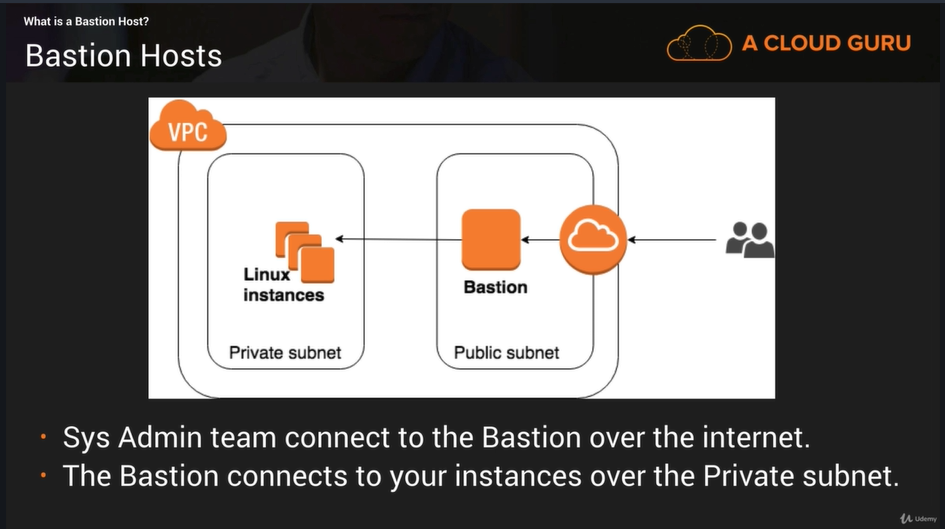 What is a Bastion Host?
Bastion Hosts
A CLOUD GURU
VPC
Linux
instances
Private subnet
Bastion
Public subnet
• Sys Admin team connect to the Bastion over the internet.
• The Bastion connects to your instances over the Private subnet.
Udemy